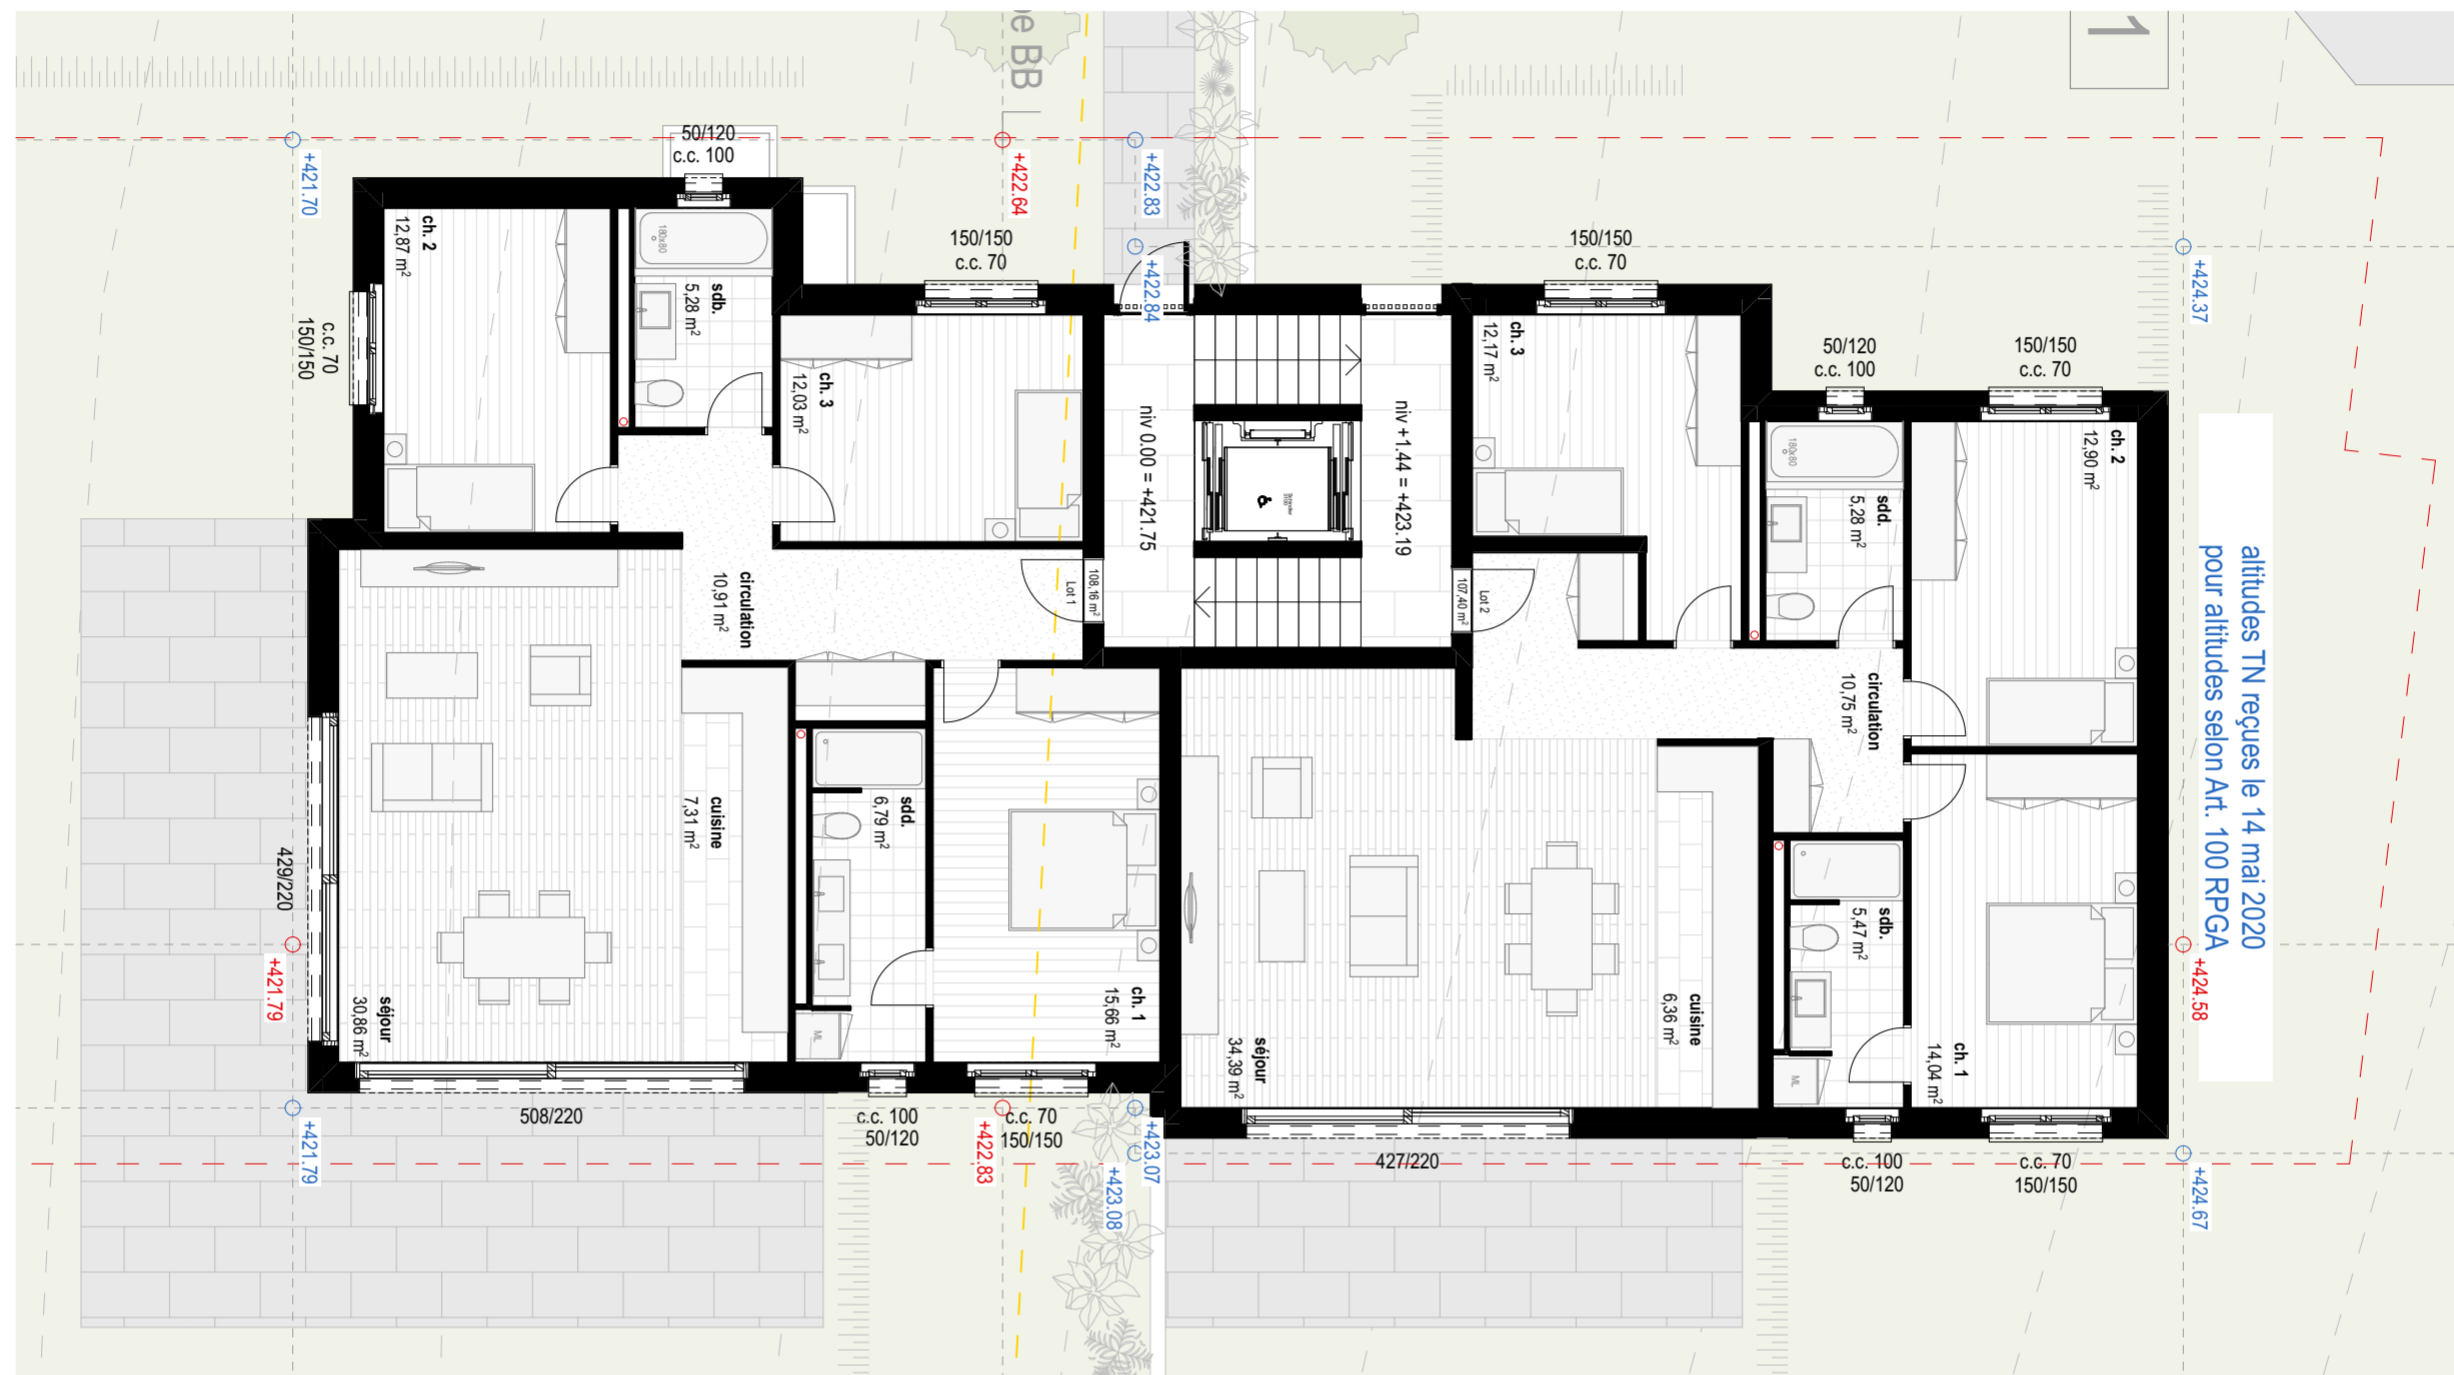 pe BB
1
50/120
c.c. 100
+421.70
+422.64
+422.83
150/150
c.c. 70
+422.84
150/150
c.c. 70
+424.37
ch. 2
12,87 m²
180x80
sdb.
5,28 m²
c.c. 70
150/150
ch. 3
12,03 m²
niv 0.00 = +421.75
niv +1.44 = +423.19
ch. 3
12,17 m²
50/120
c.c. 100
150/150
c.c. 70
180x80
sdd.
5,28 m²
ch. 2
12,90 m²
altitudes TN reçues le 14 mai 2020
pour altitudes selon Art. 100 RPGA
circulation
10,91 m²
Lot 1
108,16 m²
Lot 2
107,40 m²
circulation
10,75 m²
cuisine
7,31 m²
sdd.
6,79 m²
429/220
+421.79
séjour
30,86 m²
ML
ch. 1
15,66 m²
séjour
34,39 m²
cuisine
6,36 m²
sdb.
5,47 m²
ML
ch. 1
14,04 m²
+424.58
508/220
c.c. 100
50/120
c.c. 70
150/150
+421.79
+422,83
+423.07
+423.08
427/220
c.c. 100
50/120
c.c. 70
150/150
+424.67